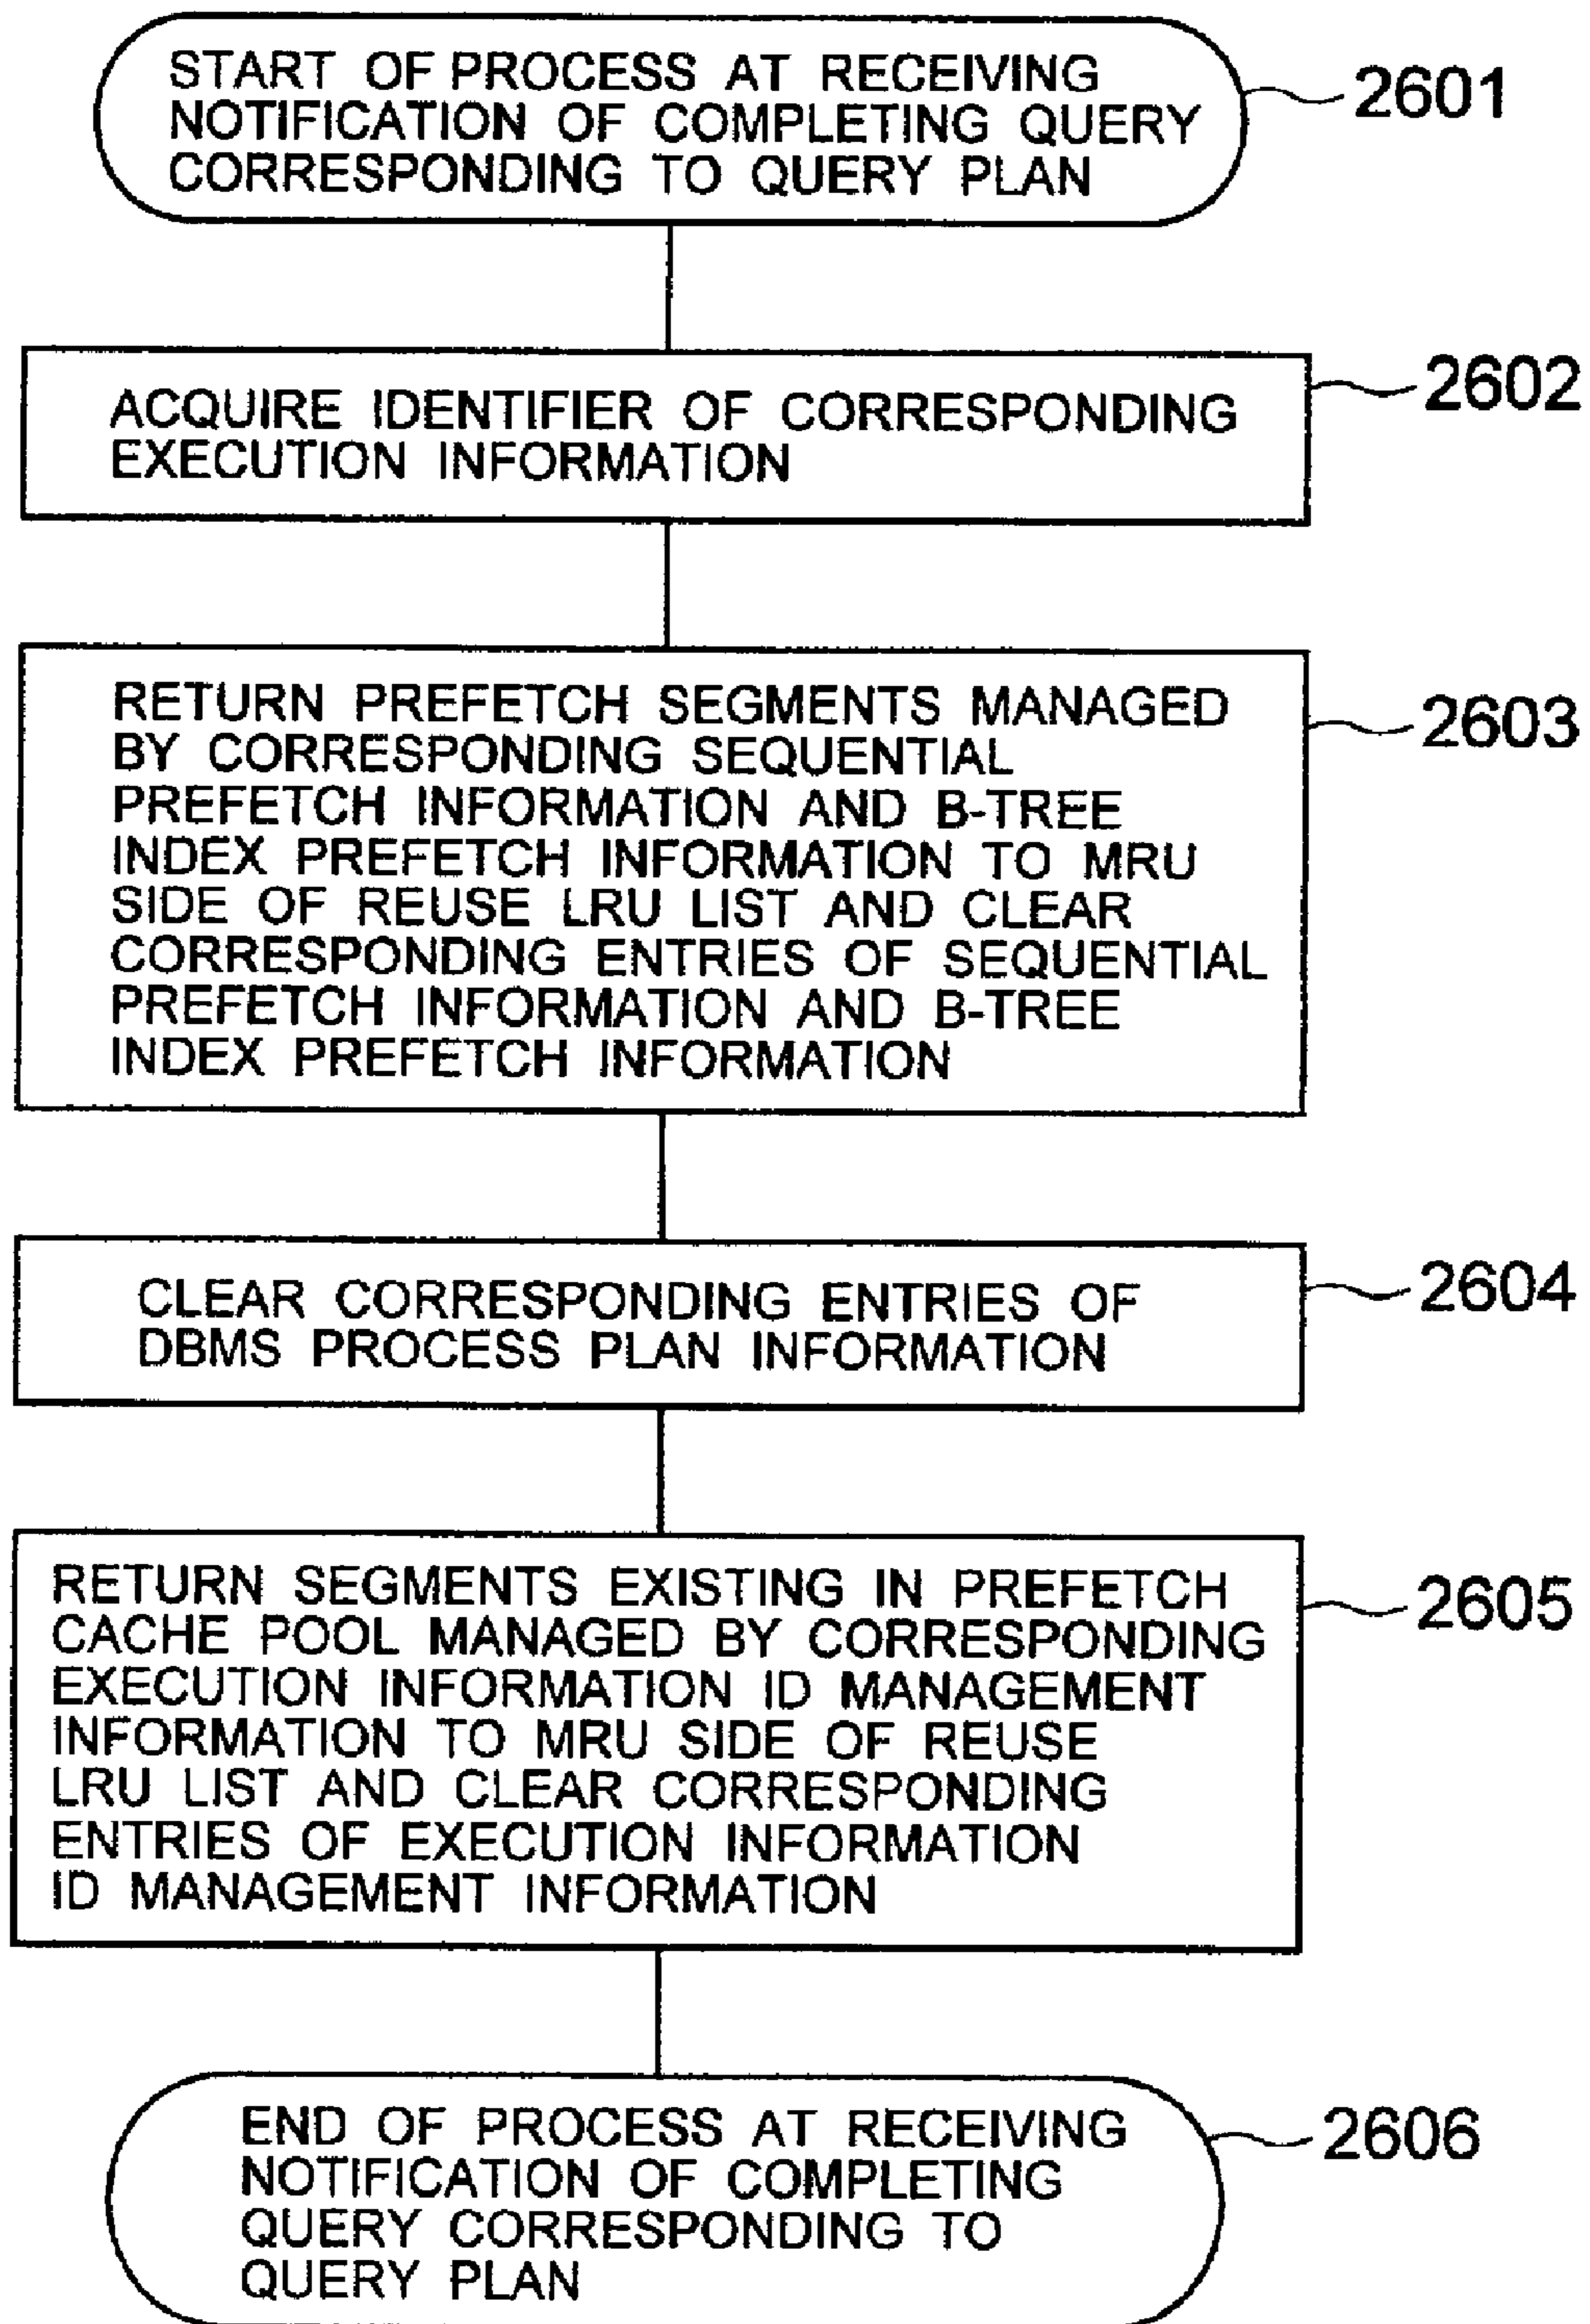 START OF PROCESS AT RECEIVING
NOTIFICATION OF COMPLETING QUERY
CORRESPONDING TO QUERY PLAN
2601
ACQUIRE IDENTIFIER OF CORRESPONDING
EXECUTION INFORMATION
2602
RETURN PREFETCH SEGMENTS MANAGED
BY CORRESPONDING SEQUENTIAL
PREFETCH INFORMATION AND B-TREE
INDEX PREFETCH INFORMATION TO MRU
SIDE OF REUSE LRU LIST AND CLEAR
CORRESPONDING ENTRIES OF SEQUENTIAL
PREFETCH INFORMATION AND B-TREE
INDEX PREFETCH INFORMATION
2603
CLEAR CORRESPONDING ENTRIES OF
DBMS PROCESS PLAN INFORMATION
2604
RETURN SEGMENTS EXISTING IN PREFETCH
CACHE POOL MANAGED BY CORRESPONDING
EXECUTION INFORMATION ID MANAGEMENT
INFORMATION TO MRU SIDE OF REUSE
LRU LIST AND CLEAR CORRESPONDING
ENTRIES OF EXECUTION INFORMATION
ID MANAGEMENT INFORMATION
2605
END OF PROCESS AT RECEIVING
NOTIFICATION OF COMPLETING
QUERY CORRESPONDING TO
QUERY PLAN
2606